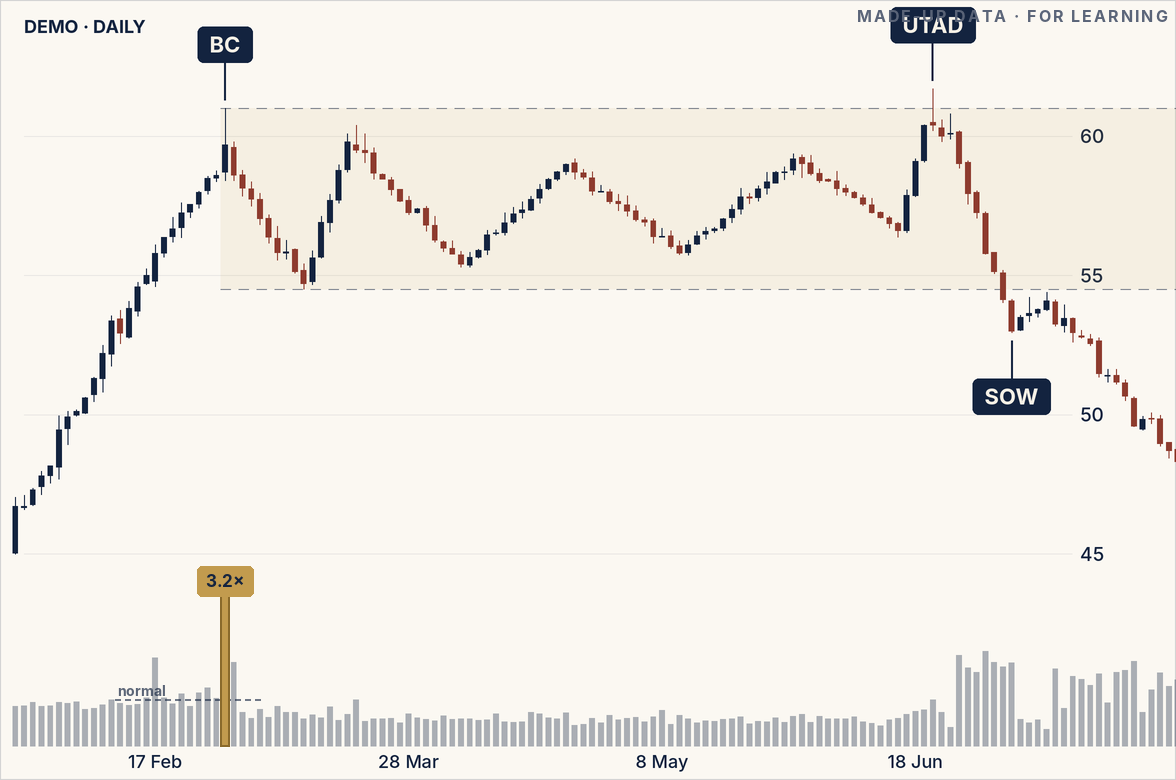 MADE-UP DATA · FOR LEARNING
DEMO · DAILY
UTAD
BC
60
55
SOW
50
45
3.2×
normal
17 Feb
28 Mar
8 May
18 Jun